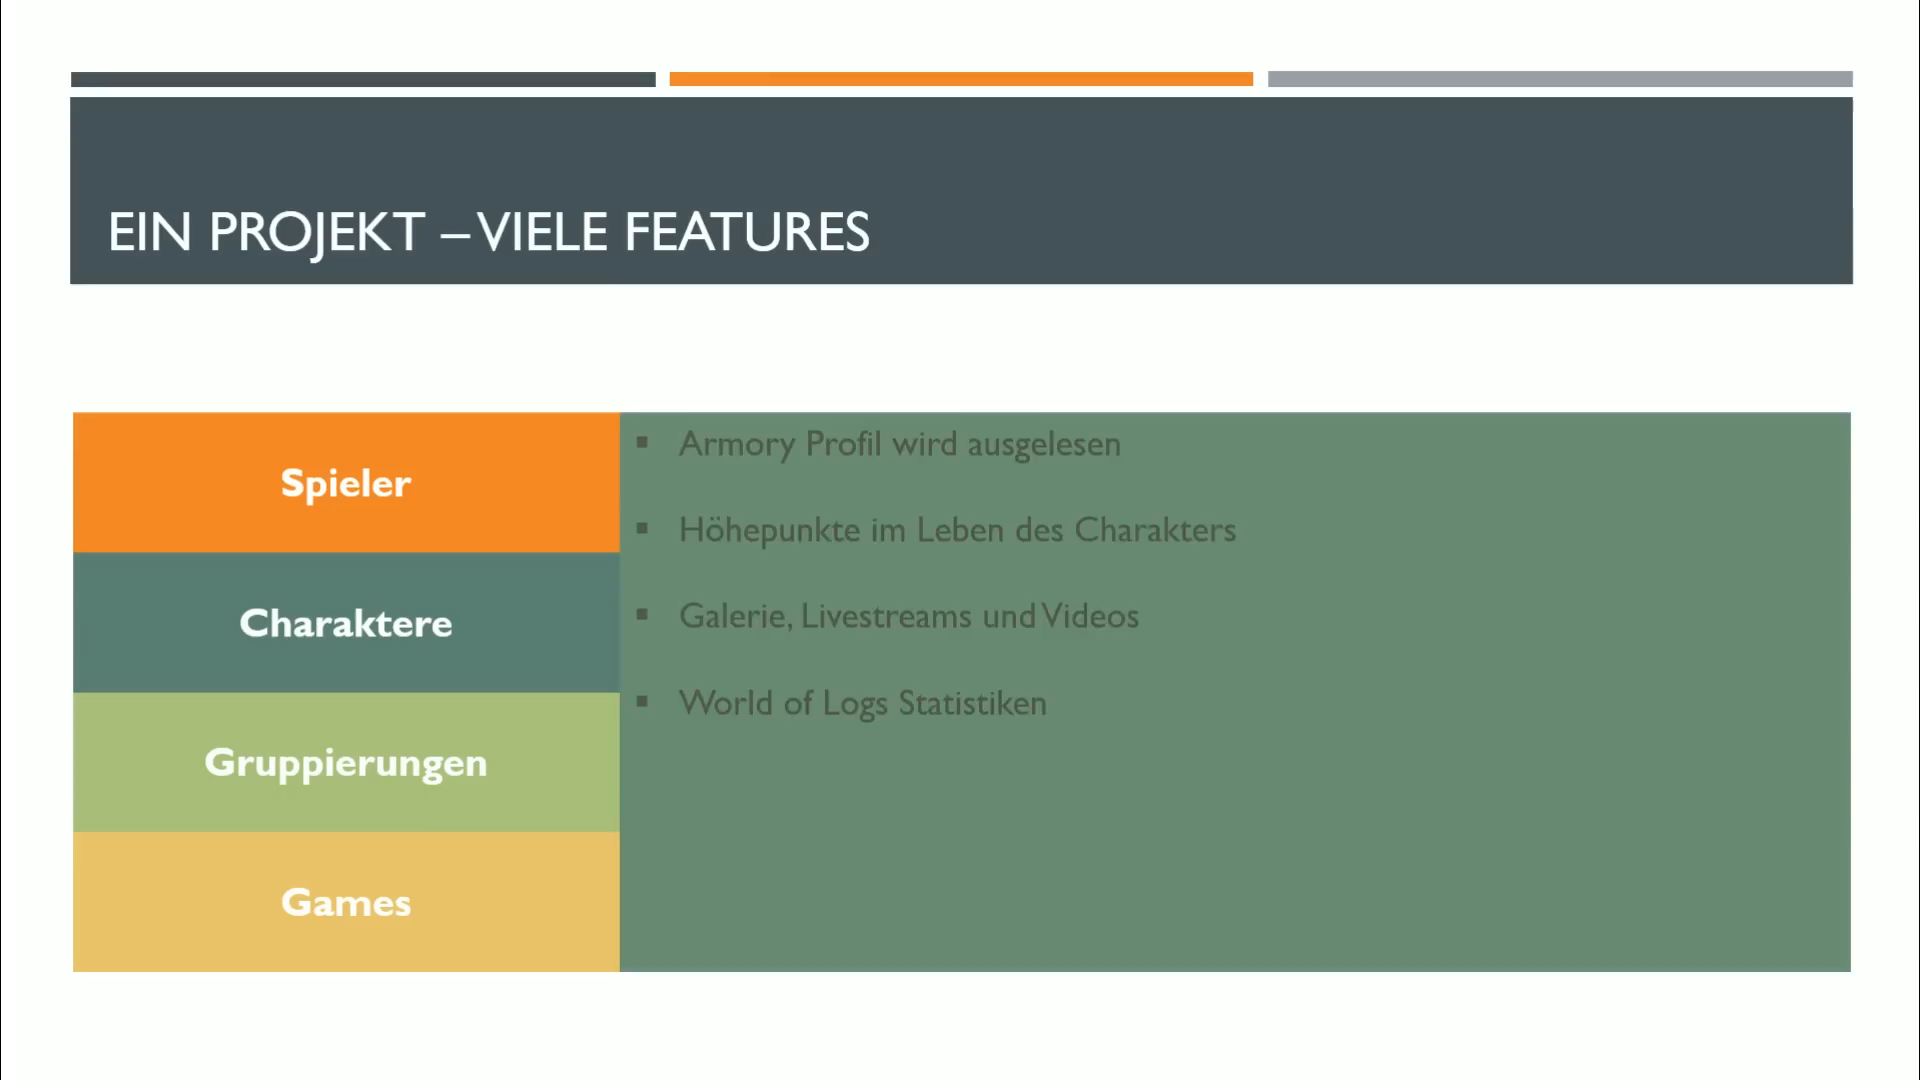 EIN PROJEKT – VIELE FEATURES
Spieler
Charaktere
Gruppierungen
Games
▪ Armory Profil wird ausgelesen
▪ Höhepunkte im Leben des Charakters
▪ Galerie, Livestreams und Videos
▪ World of Logs Statistiken